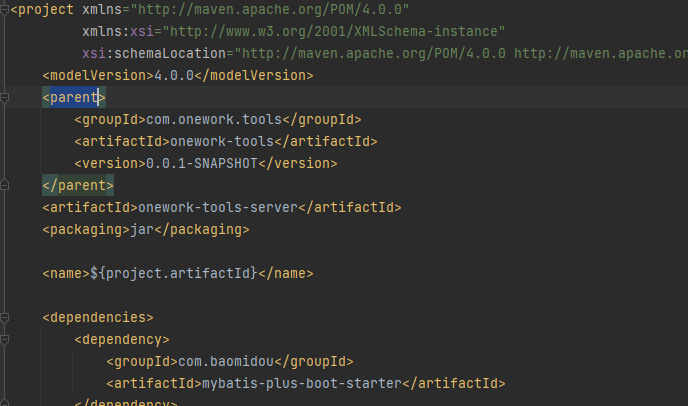 <project xmlns="http://maven.apache.org/POM/4.0.0"
xmlns:xsi="http://www.w3.org/2001/XMLSchema-instance"
xsi:schemaLocation="http://maven.apache.org/POM/4.0.0 http://maven.apache.or
<modelVersion>4.0.0</modelVersion>
<parent>
<groupId>com.onework.tools</groupId>
<artifactId>onework-tools</artifactId>
<version>0.0.1-SNAPSHOT</version>
</parent>
<artifactId>onework-tools-server</artifactId>
<packaging>jar</packaging>
<name>${project.artifactId}</name>
<dependencies>
<dependency>
<groupId>com.baomidou</groupId>
<artifactId>mybatis-plus-boot-starter</artifactId>
</dependency>